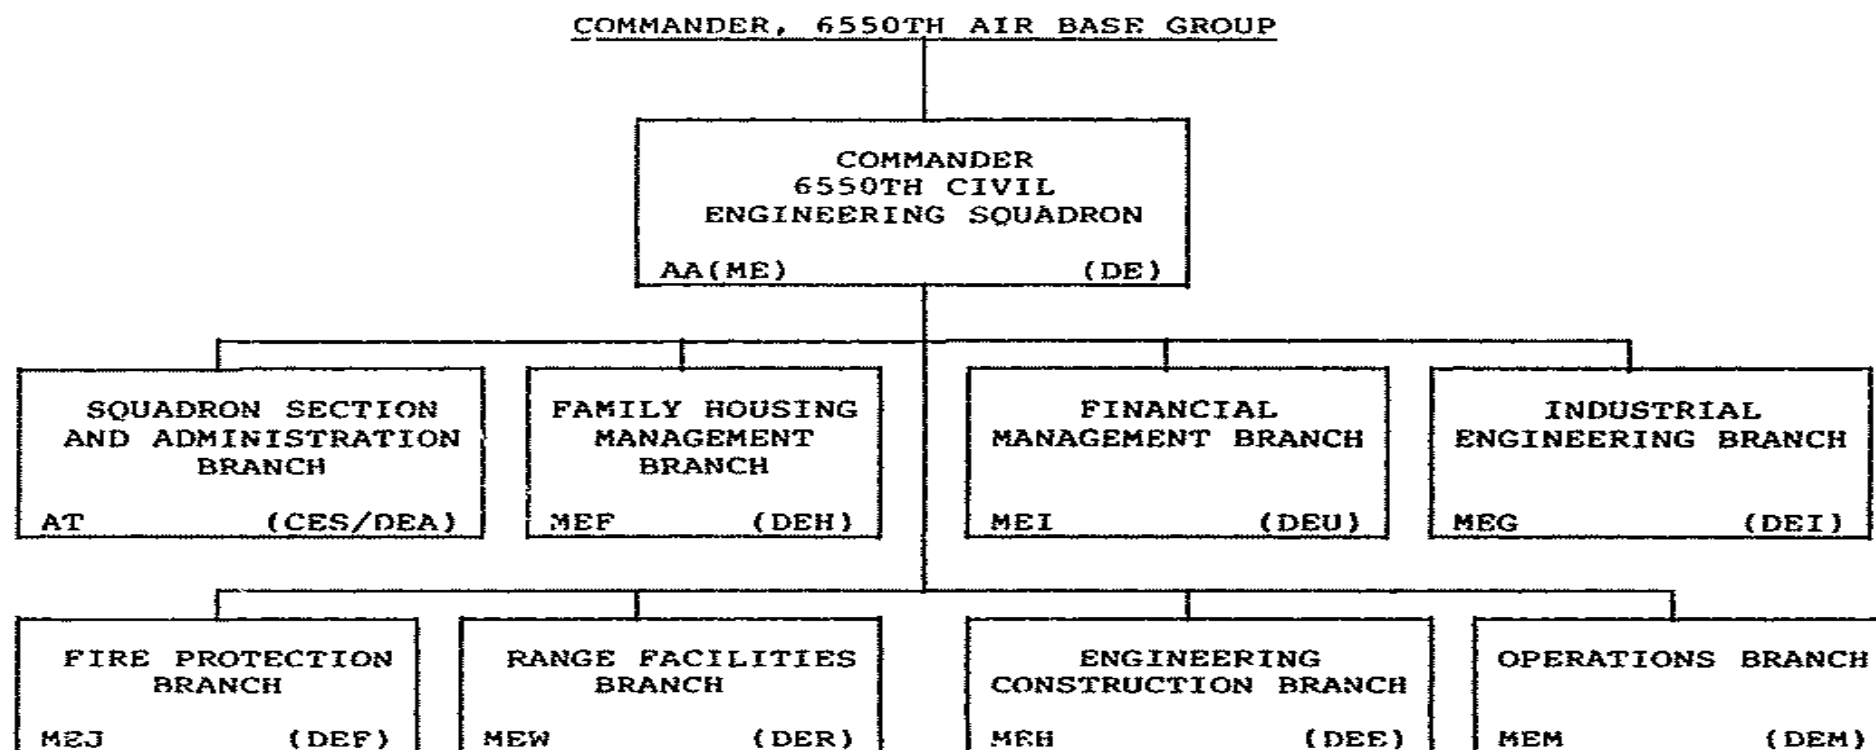 COMMANDER, 6550TH AIR BASE GROUP
COMMANDER
6550TH CIVIL
ENGINEERING SQUADRON
AA(ME) (DE)
SQUADRON SECTION
AND ADMINISTRATION
BRANCH
AT (CES/DEA)
FAMILY HOUSING
MANAGEMENT
BRANCH
MEF (DEH)
FINANCIAL
MANAGEMENT BRANCH
MEI (DEU)
INDUSTRIAL
ENGINEERING BRANCH
MEG (DEI)
FIRE PROTECTION
BRANCH
MEJ (DEF)
RANGE FACILITIES
BRANCH
MEW (DER)
ENGINEERING
CONSTRUCTION BRANCH
MEH (DEE)
OPERATIONS BRANCH
MEM (DEM)